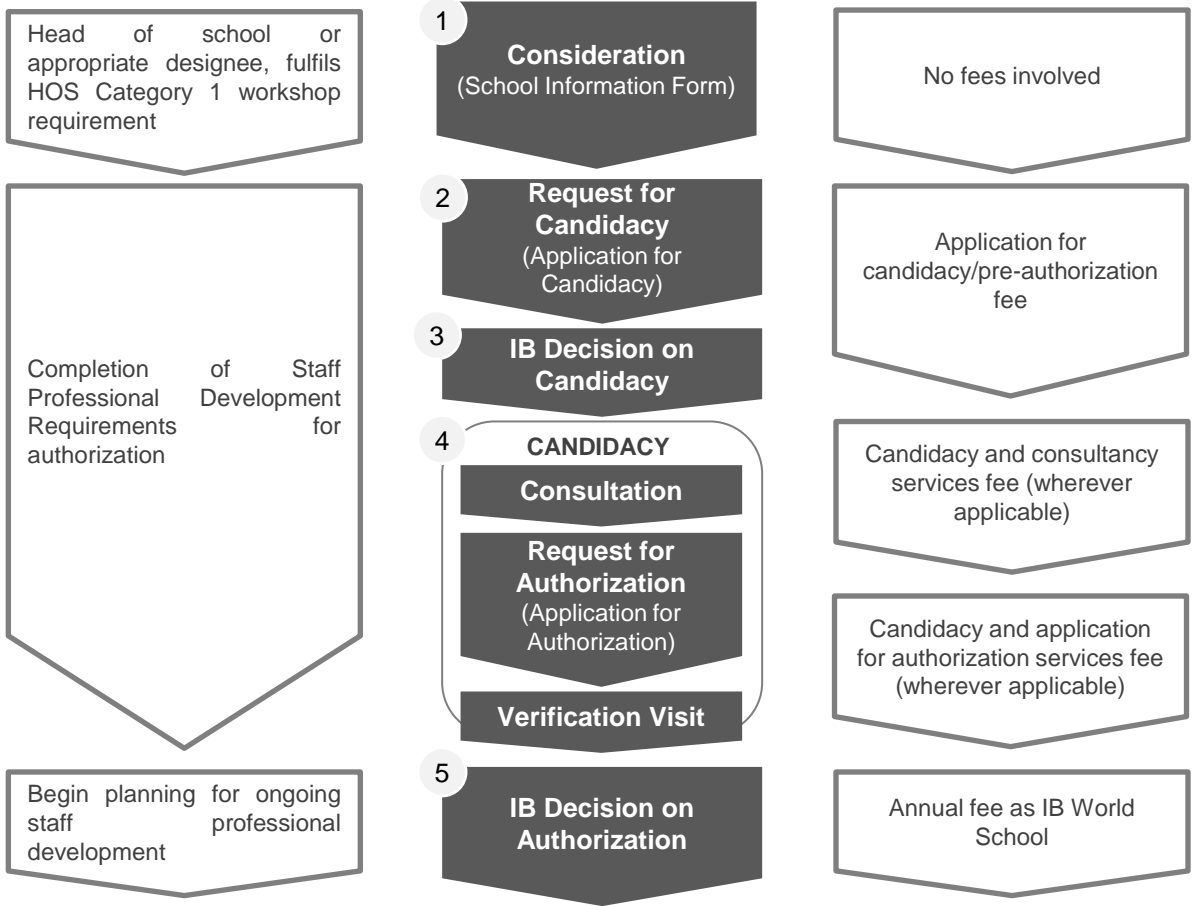 Head of school or
appropriate designee, fulfils
HOS Category 1 workshop
requirement
1
Consideration
(School Information Form)
No fees involved
2
Request for
Candidacy
(Application for
Candidacy)
Application for
candidacy/pre-authorization
fee
3
IB Decision on
Candidacy
Completion of Staff
Professional Development
Requirements for
authorization
4
CANDIDACY
Consultation
Request for
Authorization
(Application for
Authorization)
Verification Visit
Candidacy and consultancy
services fee (wherever
applicable)
Candidacy and application
for authorization services fee
(wherever applicable)
Begin planning for ongoing
staff professional
development
5
IB Decision on
Authorization
Annual fee as IB World
School